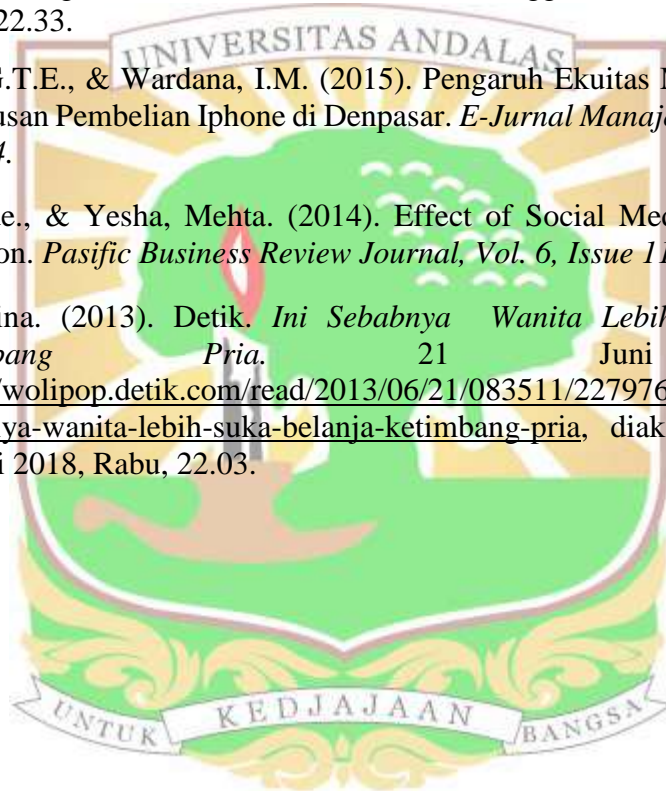 22.33.
UNIVERSITAS ANDALAS
G.T.E., & Wardana, I.M. (2015). Pengaruh Ekuitas
usan Pembelian Iphone di Denpasar. E-Jurnal Manaj
4.
e., & Yesha, Mehta. (2014). Effect of Social Med
on. Pasific Business Review Journal, Vol. 6, Issue 11
ina. (2013). Detik. Ini Sebabnya Wanita Lebih
bang Pria. 21 Juni
/wolipop.detik.com/read/2013/06/21/083511/227976
ya-wanita-lebih-suka-belanja-ketimbang-pria, diak
i 2018, Rabu, 22.03.
UNTUK KEDJAJAAN BANGSA